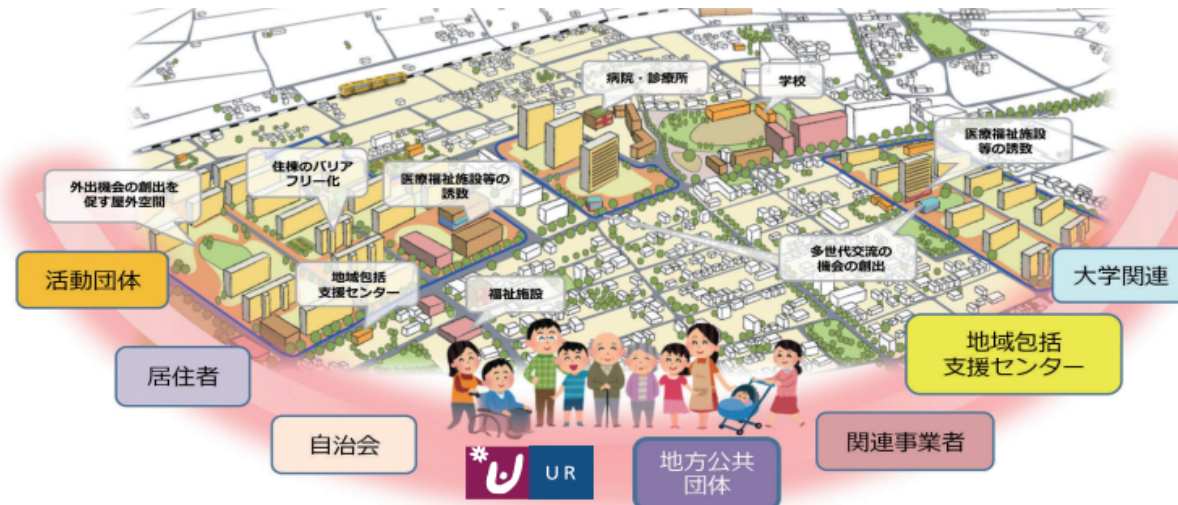 病院・診療所
学校
医療福祉施設
等の誘致
住棟のバリア
フリー化
外出機会の創出を
促す屋外空間
医療福祉施設等の
誘致
多世代交流の
機会の創出
地域包括
支援センター
福祉施設
活動団体
大学関連
居住者
地域包括
支援センター
自治会
関連事業者
UR
地方公共
団体